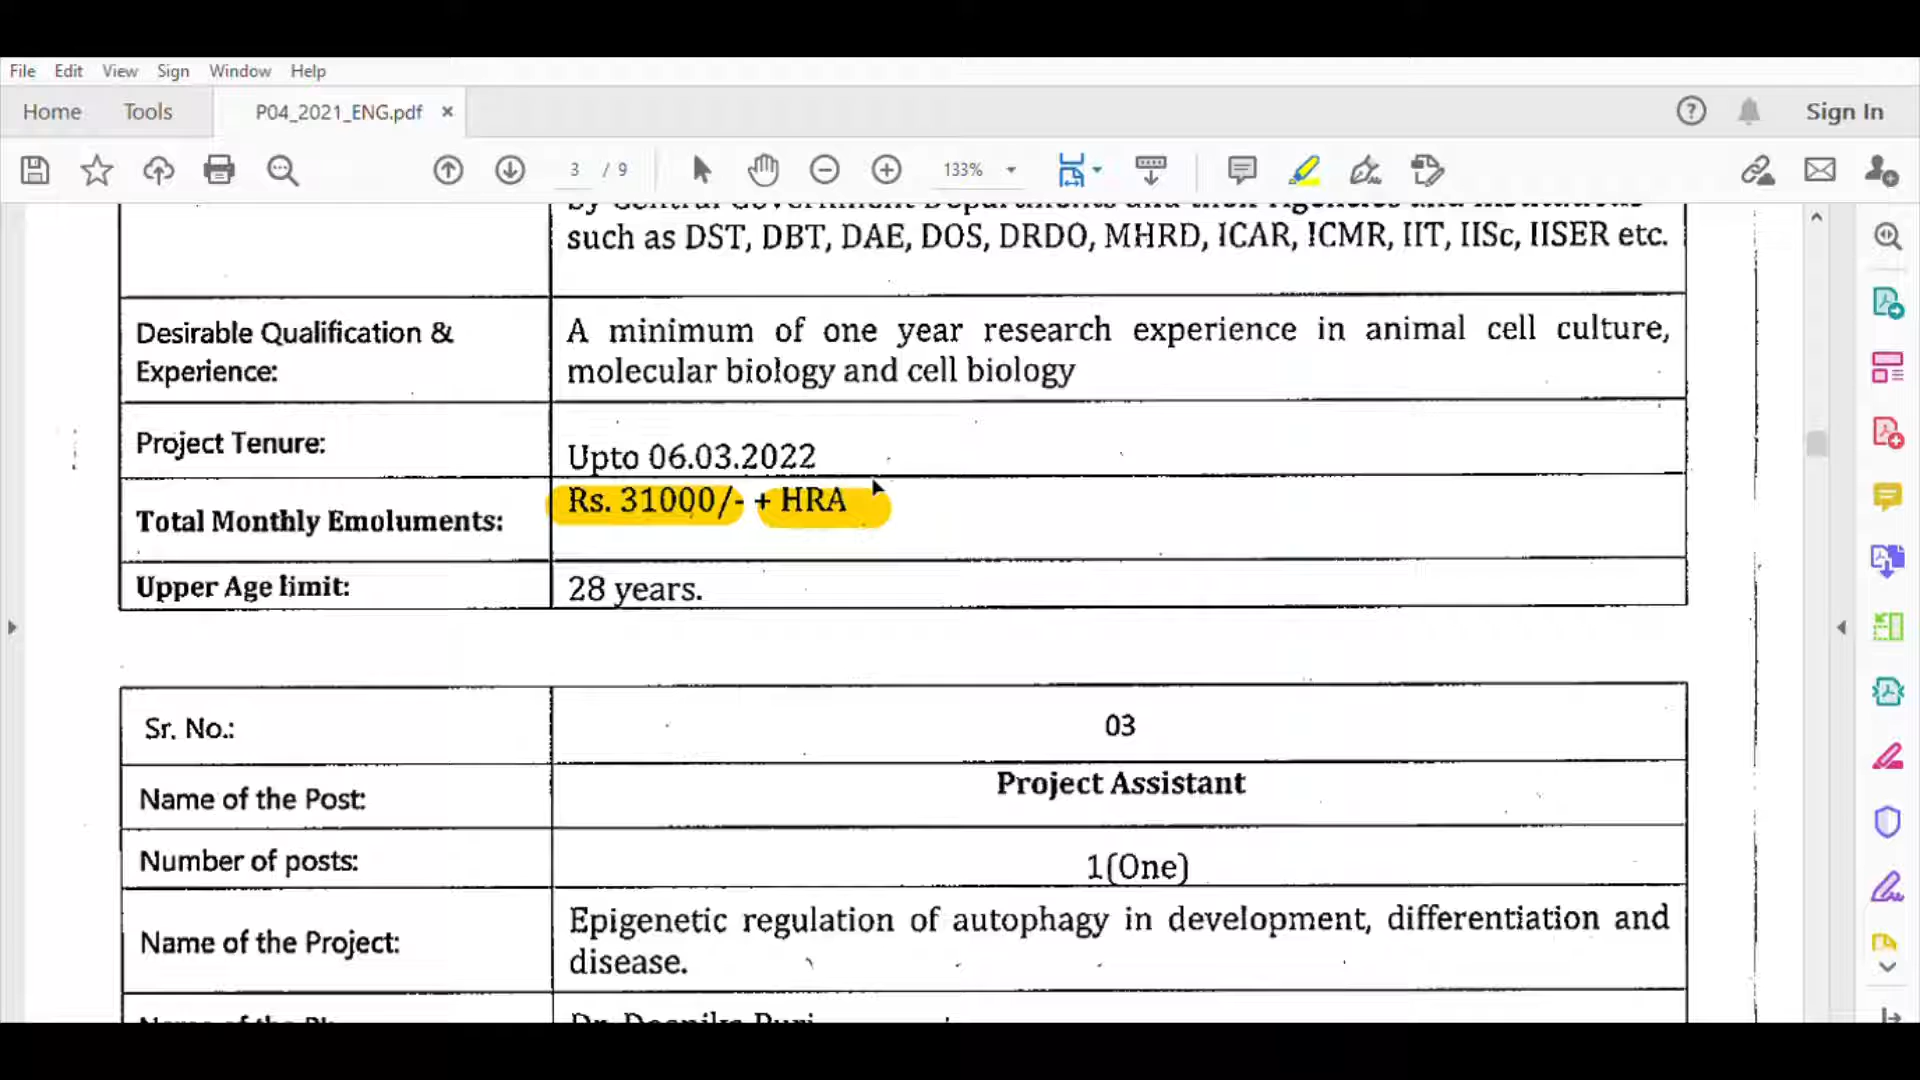 File Edit View Sign Window Help
Home Tools P04_2021_ENG.pdf × Sign In
3 / 9 133%
such as DST, DBT, DAE, DOS, DRDO, MHRD, ICAR, ICMR, IIT, IISc, IISER etc.
Desirable Qualification &
Experience:
A minimum of one year research experience in animal cell culture,
molecular biology and cell biology
Project Tenure:
Upto 06.03.2022
Total Monthly Emoluments:
Rs. 31000/- + HRA
Upper Age limit:
28 years.
Sr. No.:
03
Name of the Post:
Project Assistant
Number of posts:
1(One)
Name of the Project:
Epigenetic regulation of autophagy in development, differentiation and
disease.